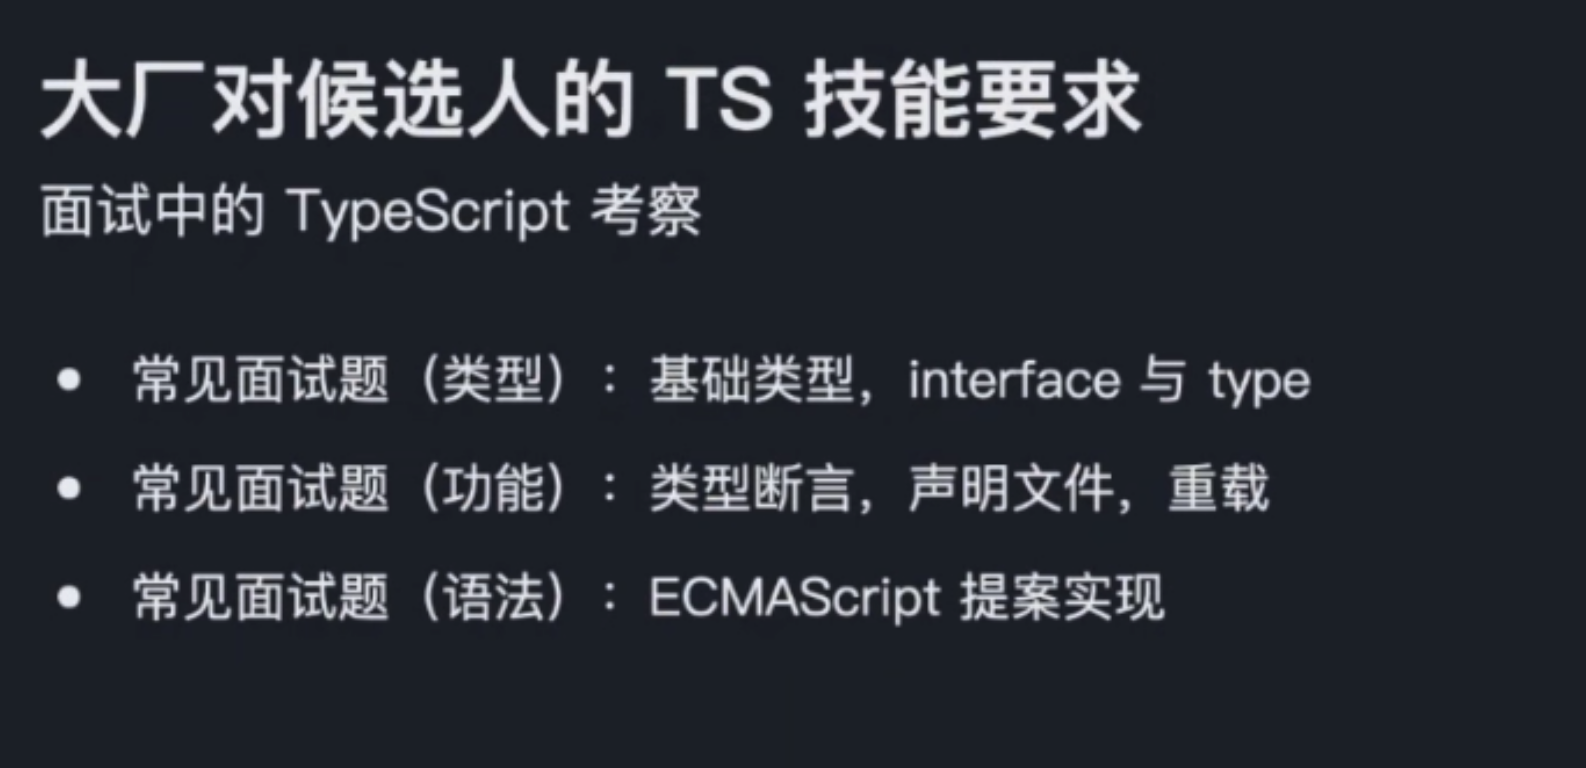 大厂对候选人的 TS 技能要求
面试中的 TypeScript 考察
• 常见面试题（类型）：基础类型，interface 与 type
• 常见面试题（功能）：类型断言，声明文件，重载
• 常见面试题（语法）：ECMAScript 提案实现